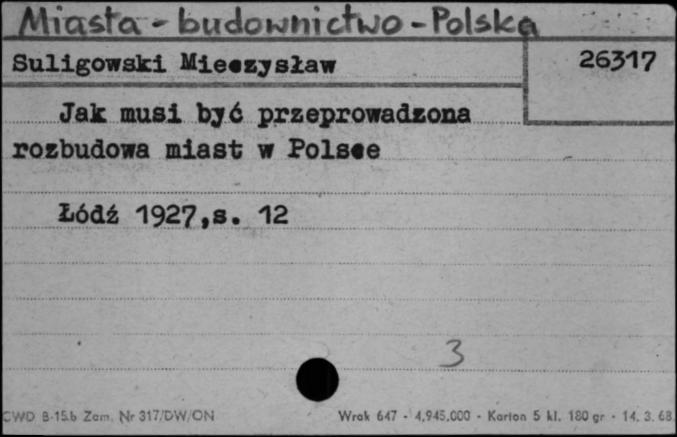 Miasta - budownictwo - Polska
Suligowski Mieczysław
26317
Jak musi być przeprowadzona
rozbudowa miast w Polsce
Łódź 1927,s. 12
3
CWD B-15.b Zam. Nr 317/DW/ON
Wrak 647 - 4,945.000 - Karton 5 kl. 180 gr - 14. 3. 68